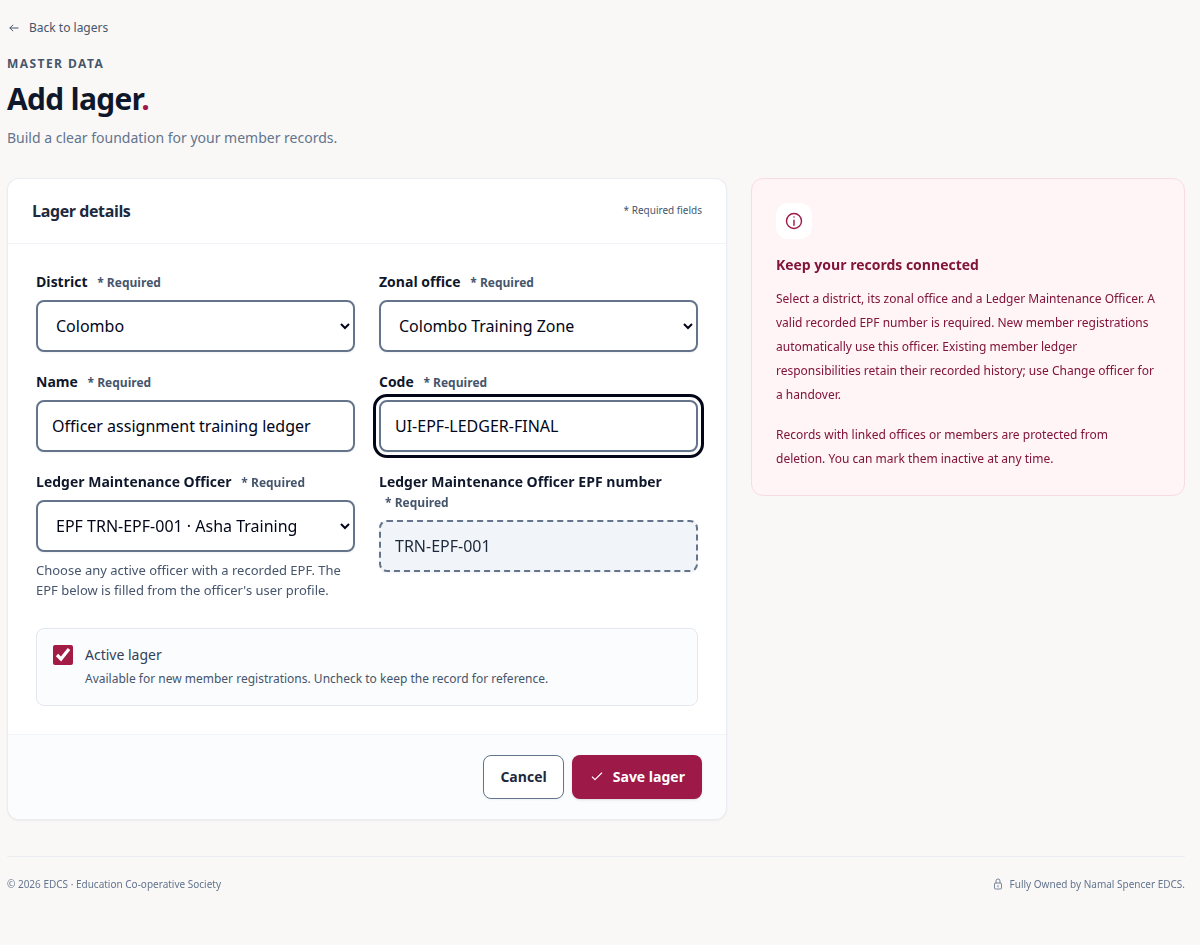 ← Back to lagers
MASTER DATA
Add lager.
Build a clear foundation for your member records.
Lager details
* Required fields
District * Required
Colombo
Zonal office * Required
Colombo Training Zone
Name * Required
Officer assignment training ledger
Code * Required
UI-EPF-LEDGER-FINAL
Ledger Maintenance Officer * Required
EPF TRN-EPF-001 · Asha Training
Choose any active officer with a recorded EPF. The
EPF below is filled from the officer's user profile.
Ledger Maintenance Officer EPF number
* Required
TRN-EPF-001
Active lager
Available for new member registrations. Uncheck to keep the record for reference.
Cancel
Save lager
Keep your records connected
Select a district, its zonal office and a Ledger Maintenance Officer. A
valid recorded EPF number is required. New member registrations
automatically use this officer. Existing member ledger
responsibilities retain their recorded history; use Change officer for
a handover.
Records with linked offices or members are protected from
deletion. You can mark them inactive at any time.
© 2026 EDCS · Education Co-operative Society
Fully Owned by Namal Spencer EDCS.